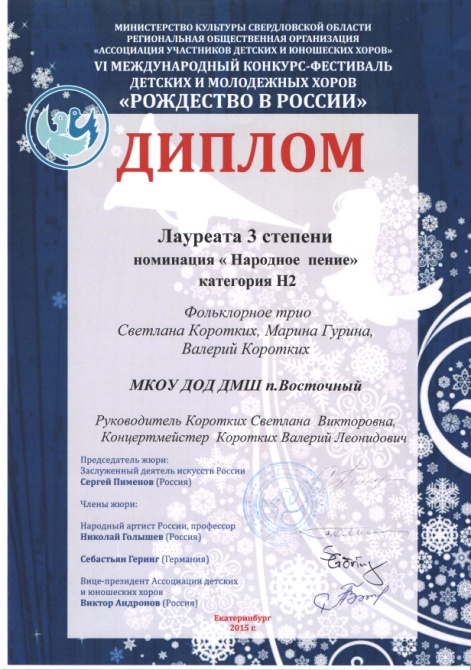 МИНИСТЕРСТВО КУЛЬТУРЫ СВЕРДЛОВСКОЙ ОБЛАСТИ
РЕГИОНАЛЬНАЯ ОБЩЕСТВЕННАЯ ОРГАНИЗАЦИЯ
«АССОЦИАЦИЯ УЧАСТНИКОВ ДЕТСКИХ И ЮНОШЕСКИХ ХОРОВ»
VI МЕЖДУНАРОДНЫЙ КОНКУРС-ФЕСТИВАЛЬ
ДЕТСКИХ И МОЛОДЕЖНЫХ ХОРОВ
«РОЖДЕСТВО В РОССИИ»
ДИПЛОМ
Лауреата 3 степени
номинация « Народное пение»
категория Н2
Фольклорное трио
Светлана Коротких, Марина Гурина,
Валерий Коротких
МКОУ ДОД ДМШ п.Восточный
Руководитель Коротких Светлана Викторовна,
Концертмейстер Коротких Валерий Леонидович
Председатель жюри:
Заслуженный деятель искусств России
Сергей Пименов (Россия)
Члены жюри:
Народный артист России, профессор
Николай Голышев (Россия)
Себастьян Геринг (Германия)
Вице-президент Ассоциации детских
и юношеских хоров
Виктор Андронов (Россия)
Екатеринбург
2015 г.